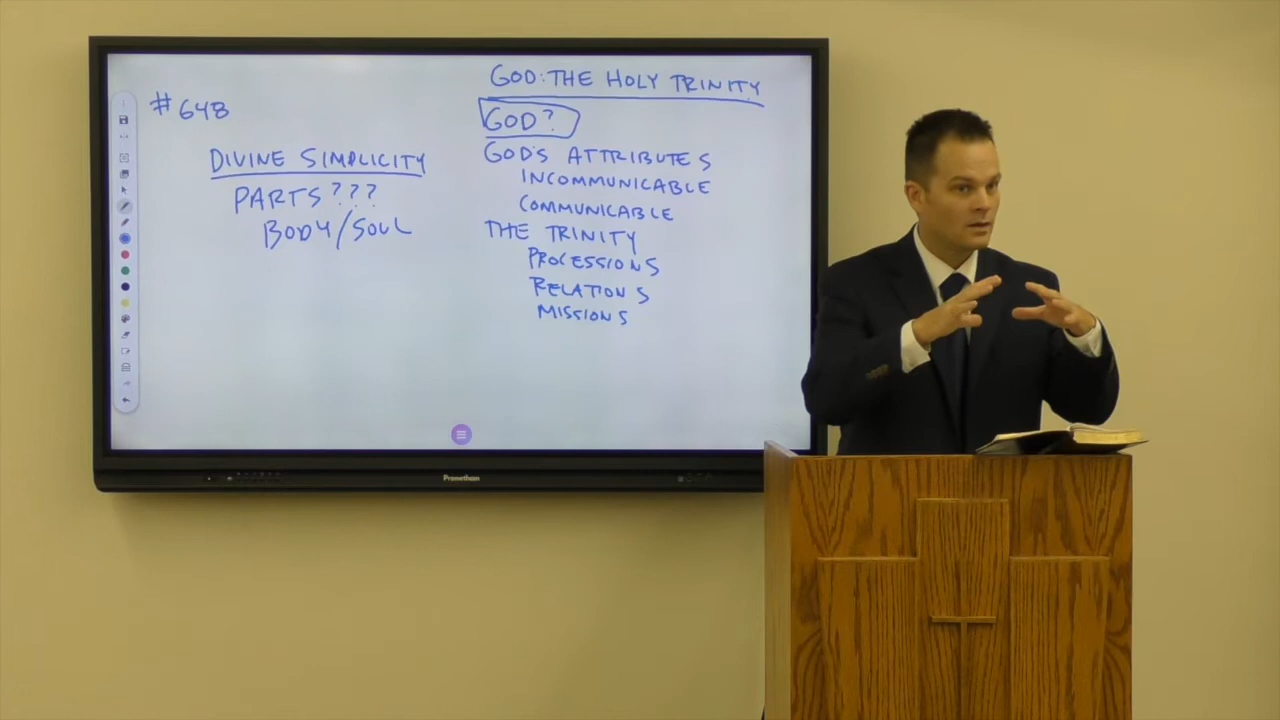 # 648
DIVINE SIMPLICITY
PARTS???
BODY/SOUL
GOD: THE HOLY TRINITY
GOD?
GOD'S ATTRIBUTES
INCOMMUNICABLE
COMMUNICABLE
THE TRINITY
PROCESSIONS
RELATIONS
MISSIONS
Promethean